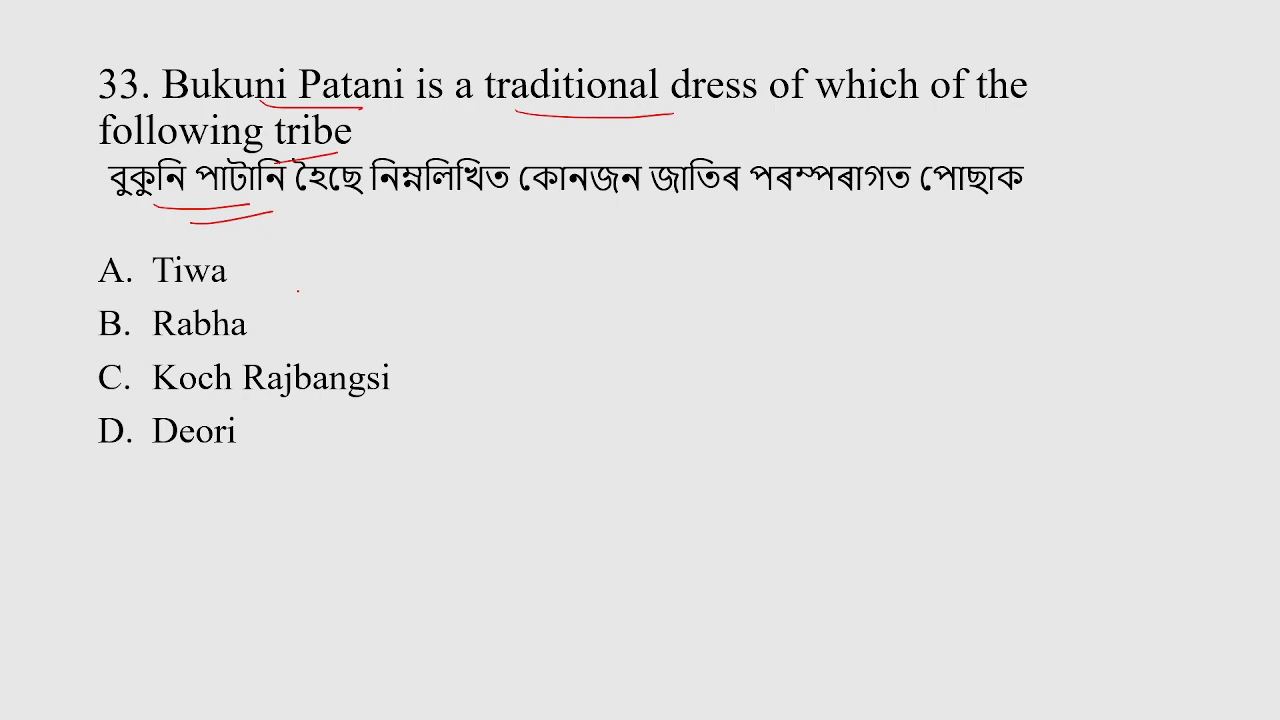 33. Bukuni Patani is a traditional dress of which of the
following tribe
বুকুনি পাটানি হৈছে নিম্নলিখিত কোনজন জাতিৰ পৰম্পৰাগত পোছাক
A. Tiwa
B. Rabha
C. Koch Rajbangsi
D. Deori